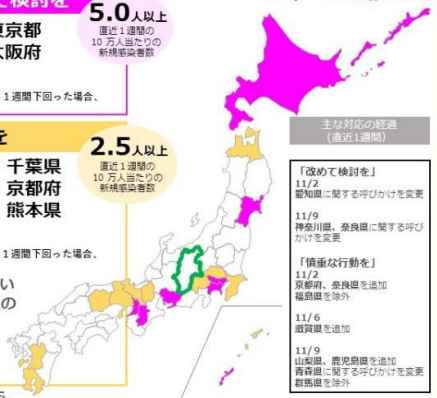 て検討を
東京都
大阪府
1週間下回った場合、
5.0人以上
直近1週間の
10万人当たりの
新規感染者数
を
千葉県
京都府
熊本県
1週間下回った場合、
い
の
2.5人以上
直近1週間の
10万人当たりの
新規感染者数
主な対応の経過
(直近1週間)
「改めて検討を」
11/2
愛知県に関する呼びかけを変更
11/9
神奈川県、奈良県に関する呼び
かけを変更
「慎重な行動を」
11/2
京都府、奈良県を追加
福島県を除外
11/6
滋賀県を追加
11/9
山梨県、鹿児島県を追加
青森県に関する呼びかけを変更
群馬県を除外